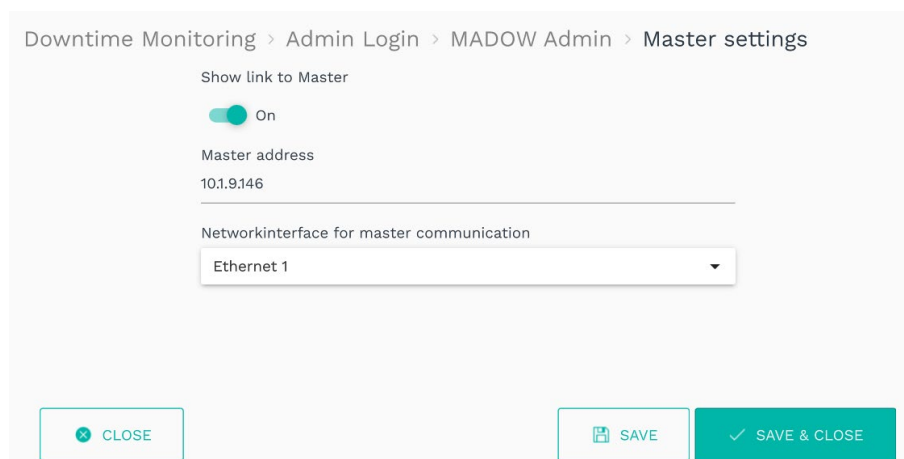 Downtime Monitoring > Admin Login > MADOW Admin > Master settings
Show link to Master
On
Master address
10.1.9.146
Networkinterface for master communication
Ethernet 1
CLOSE
SAVE
SAVE & CLOSE